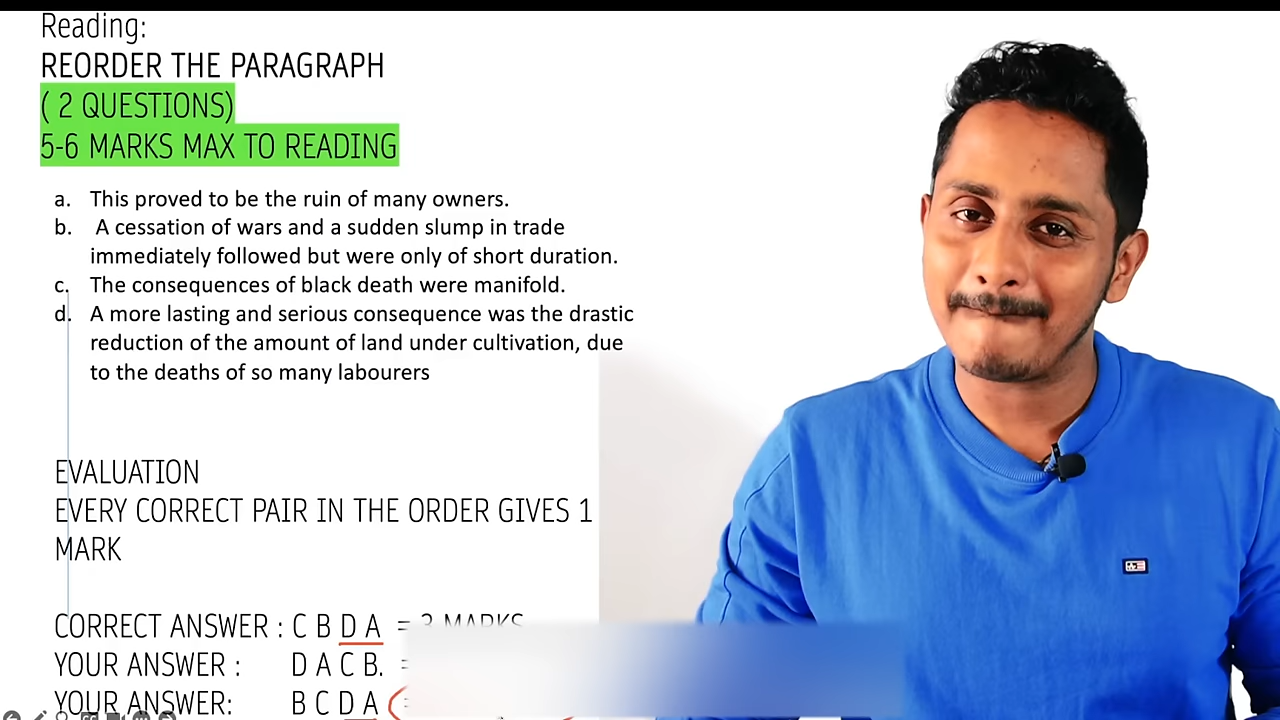 Reading:
REORDER THE PARAGRAPH
( 2 QUESTIONS)
5-6 MARKS MAX TO READING
a. This proved to be the ruin of many owners.
b. A cessation of wars and a sudden slump in trade
immediately followed but were only of short duration.
c. The consequences of black death were manifold.
d. A more lasting and serious consequence was the drastic
reduction of the amount of land under cultivation, due
to the deaths of so many labourers
EVALUATION
EVERY CORRECT PAIR IN THE ORDER GIVES 1
MARK
CORRECT ANSWER : C B D A = 3 MARKS
YOUR ANSWER : D A C B. =
YOUR ANSWER: B C D A